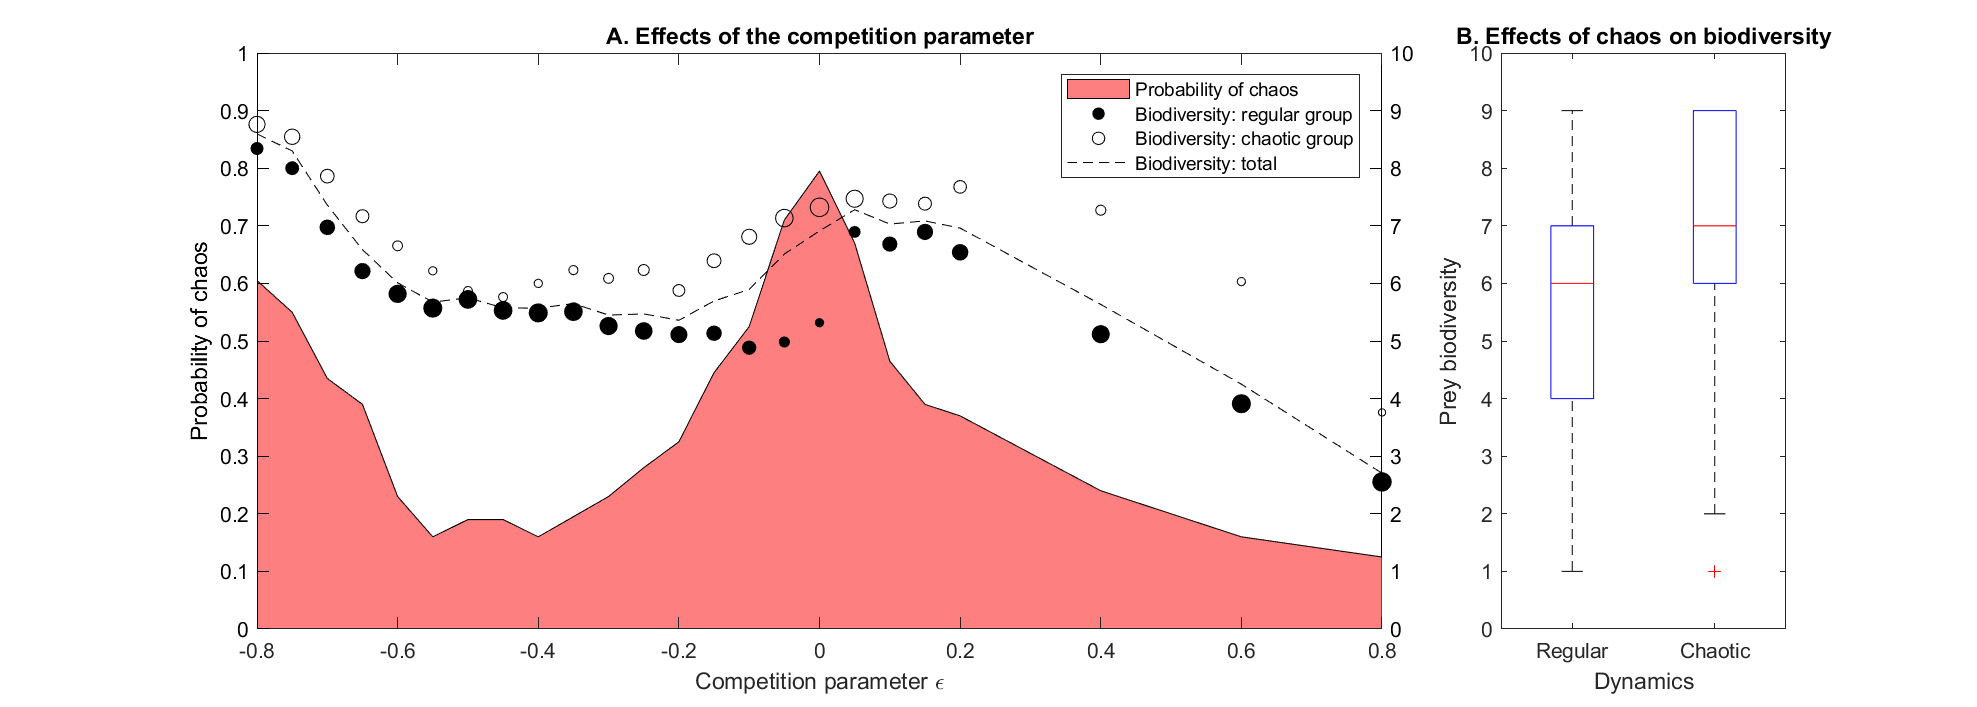 A. Effects of the competition parameter
B. Effects of chaos on biodiversity
Probability of chaos
Biodiversity: regular group
Biodiversity: chaotic group
Biodiversity: total
1
0.9
0.8
0.7
0.6
0.5
0.4
0.3
0.2
0.1
0
Probability of chaos
10
9
8
7
6
5
4
3
2
1
0
-0.8 -0.6 -0.4 -0.2 0 0.2 0.4 0.6 0.8
Competition parameter ϵ
10
9
8
7
6
5
4
3
2
1
0
Prey biodiversity
Regular Chaotic
Dynamics